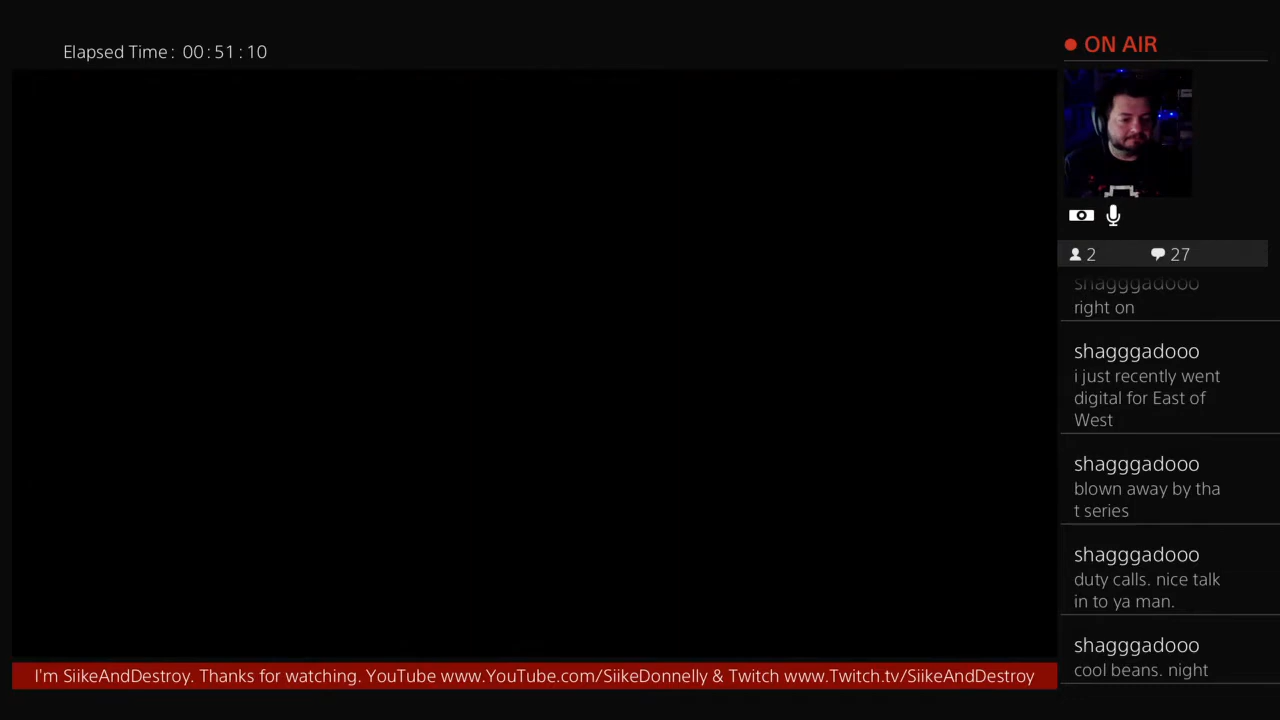 Elapsed Time: 00:51:10
ON AIR
2 27
shagggadooo
right on
shagggadooo
i just recently went
digital for East of
West
shagggadooo
blown away by tha
t series
shagggadooo
duty calls. nice talk
in to ya man.
shagggadooo
cool beans. night
I'm SiikeAndDestroy. Thanks for watching. YouTube www.YouTube.com/SiikeDonnelly & Twitch www.Twitch.tv/SiikeAndDestroy